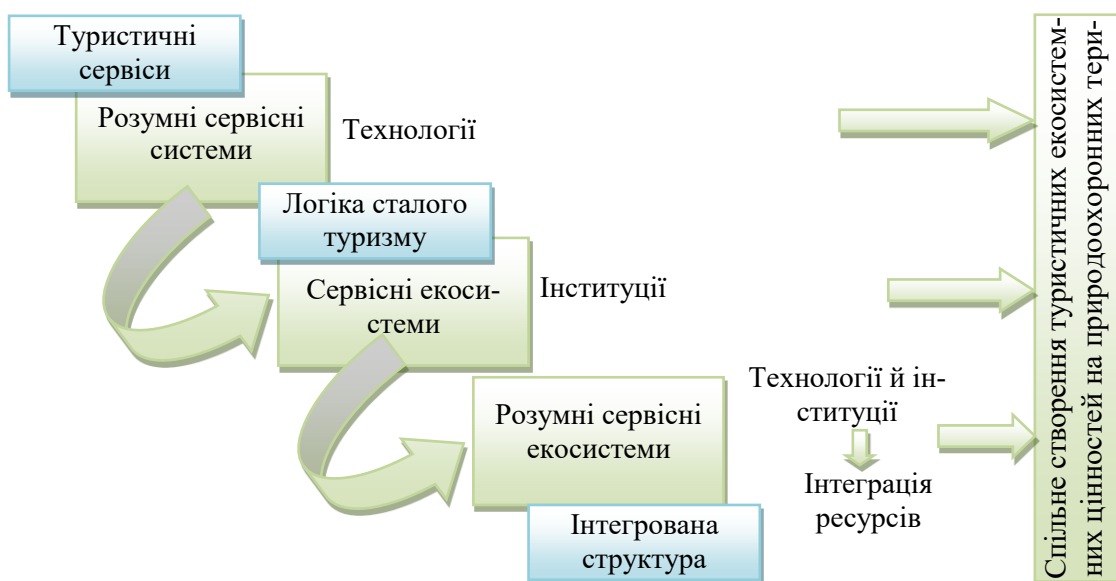 Туристичні
сервіси
Розумні сервісні
системи
Технології
Логіка сталого
туризму
Сервісні екоси-
стеми
Інституції
Розумні сервісні
екосистеми
Технології й ін-
ституції
Інтеграція
ресурсів
Інтегрована
структура
Спільне створення туристичних екосистем-
них цінностей на природоохоронних тери-